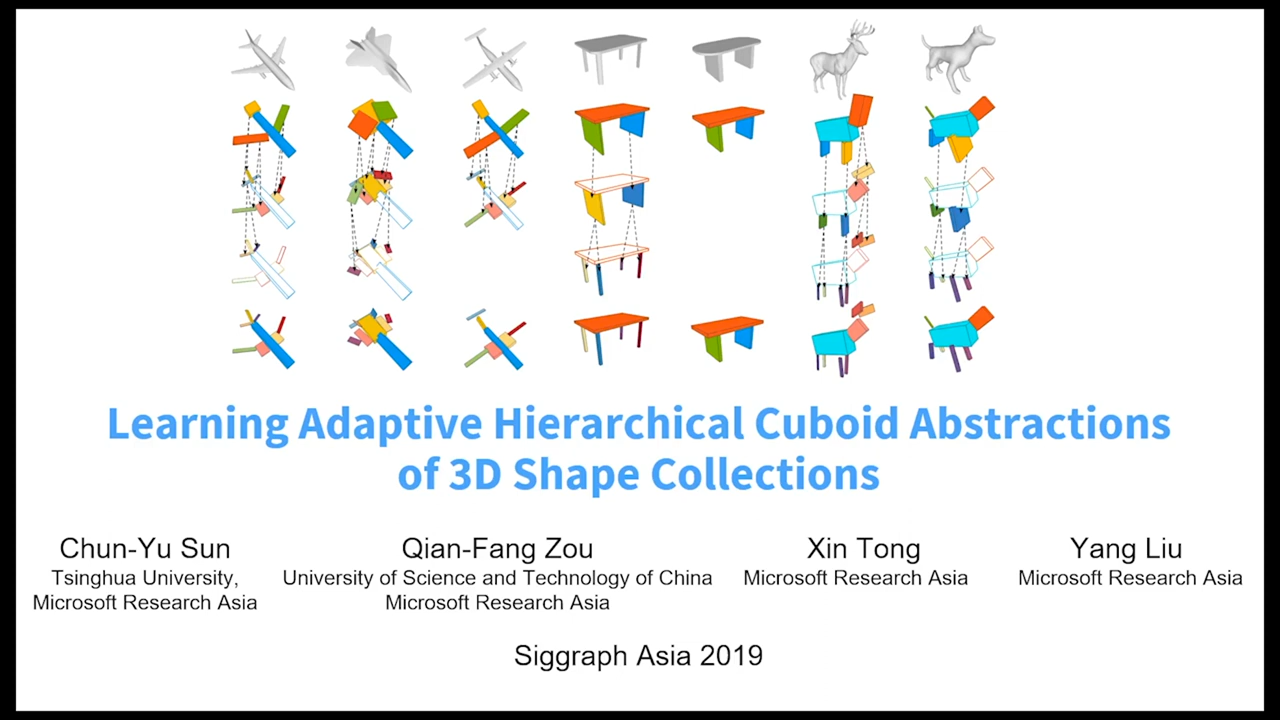 Learning Adaptive Hierarchical Cuboid Abstractions
of 3D Shape Collections
Chun-Yu Sun
Tsinghua University,
Microsoft Research Asia
Qian-Fang Zou
University of Science and Technology of China
Microsoft Research Asia
Xin Tong
Microsoft Research Asia
Yang Liu
Microsoft Research Asia
Siggraph Asia 2019